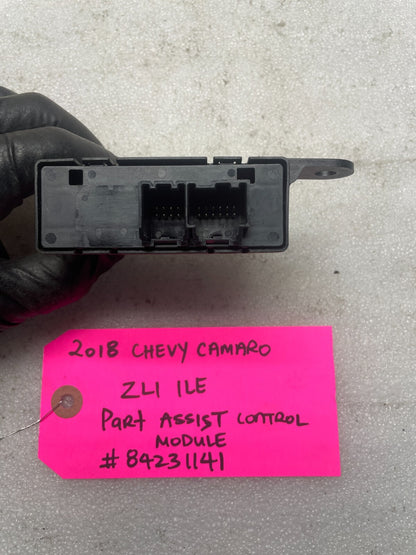 2018 CHEVY CAMARO
ZL1 1LE
Part ASSIST CONTROL
MODULE
#84231141